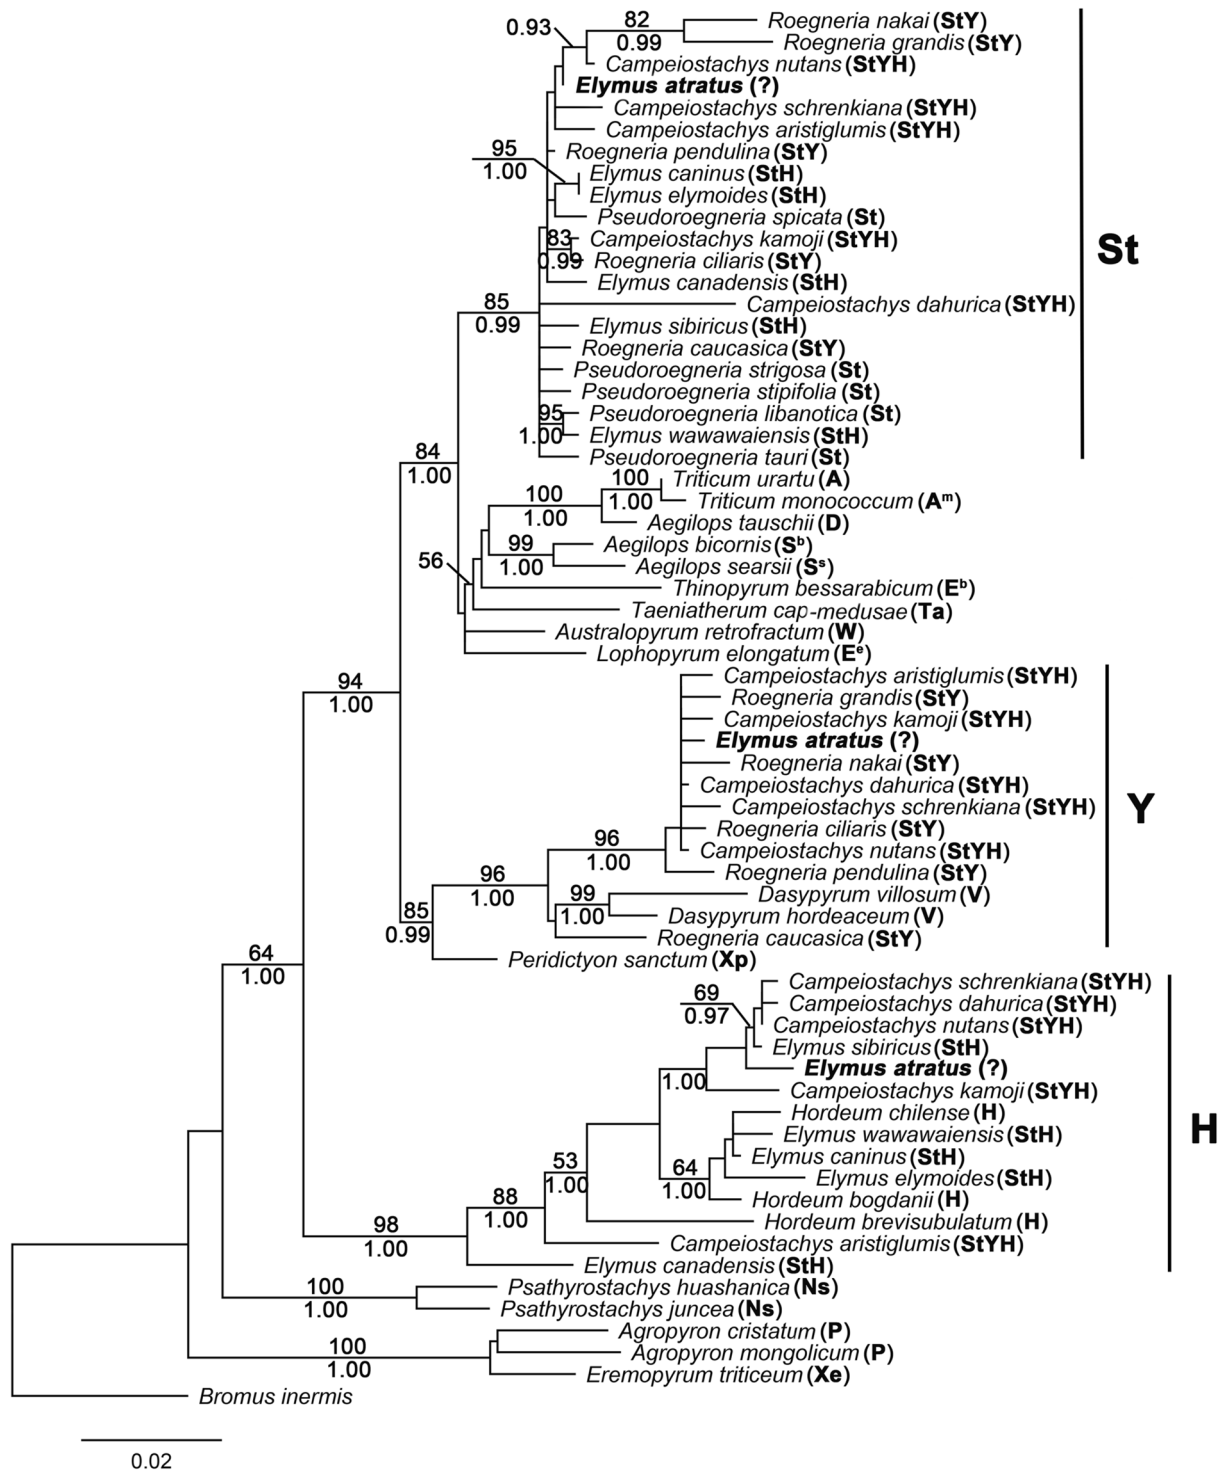 82
Roegneria nakai (StY)
0.93
0.99
Roegneria grandis (StY)
Campeiostachys nutans (StYH)
Elymus atratus (?)
Campeiostachys schrenkiana (StYH)
Campeiostachys aristiglumis (StYH)
95
Roegneria pendulina (StY)
1.00
Elymus caninus (StH)
Elymus elymoides (StH)
Pseudoroegneria spicata (St)
83
Campeiostachys kamoji (StYH)
St
0.99
Roegneria ciliaris (StY)
Elymus canadensis (StH)
85
Campeiostachys dahurica (StYH)
0.99
Elymus sibiricus (StH)
Roegneria caucasica (StY)
Pseudoroegneria strigosa (St)
Pseudoroegneria stipifolia (St)
95
Pseudoroegneria libanotica (St)
1.00
Elymus wawawaiensis (StH)
84
Pseudoroegneria tauri (St)
1.00
100
Triticum urartu (A)
100
1.00
Triticum monococcum (Aᵐ)
1.00
Aegilops tauschii (D)
99
Aegilops bicornis (Sᵇ)
56
1.00
Aegilops searsii (Sˢ)
Thinopyrum bessarabicum (Eᵇ)
Taeniatherum cap-medusae (Ta)
Australopyrum retrofractum (W)
Lophopyrum elongatum (Eᵉ)
94
1.00
Campeiostachys aristiglumis (StYH)
Roegneria grandis (StY)
Campeiostachys kamoji (StYH)
Elymus atratus (?)
Roegneria nakai (StY)
Campeiostachys dahurica (StYH)
Campeiostachys schrenkiana (StYH)
Y
Roegneria ciliaris (StY)
96
1.00
Campeiostachys nutans (StYH)
96
1.00
Roegneria pendulina (StY)
99
Dasypyrum villosum (V)
85
1.00
Dasypyrum hordeaceum (V)
0.99
Roegneria caucasica (StY)
64
1.00
Peridictyon sanctum (Xp)
Campeiostachys schrenkiana (StYH)
69
0.97
Campeiostachys dahurica (StYH)
Campeiostachys nutans (StYH)
Elymus sibiricus (StH)
Elymus atratus (?)
1.00
Campeiostachys kamoji (StYH)
Hordeum chilense (H)
H
Elymus wawawaiensis (StH)
Elymus caninus (StH)
53
64
1.00
1.00
Elymus elymoides (StH)
88
1.00
Hordeum bogdanii (H)
Hordeum brevisubulatum (H)
98
1.00
Campeiostachys aristiglumis (StYH)
Elymus canadensis (StH)
100
1.00
Psathyrostachys huashanica (Ns)
Psathyrostachys juncea (Ns)
100
1.00
Agropyron cristatum (P)
Agropyron mongolicum (P)
Eremopyrum triticeum (Xe)
Bromus inermis
0.02